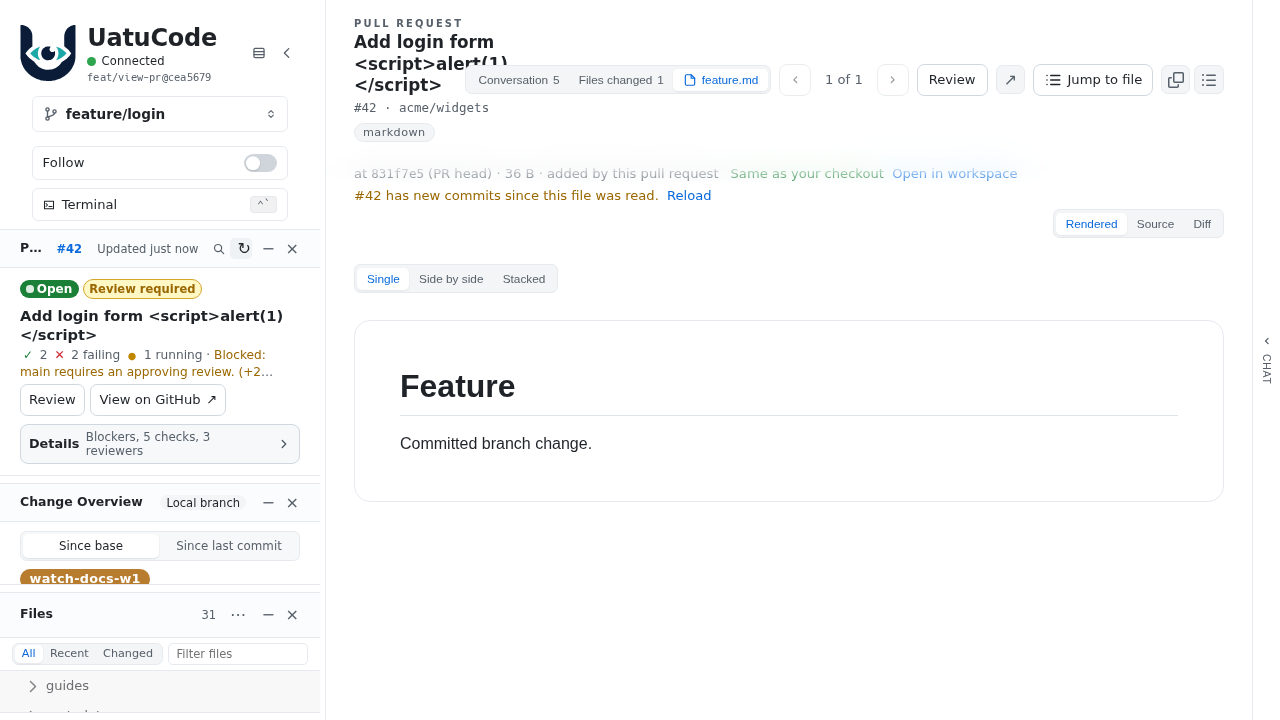 UatuCode
Connected
feat/view-pr@cea5679
feature/login
Follow
Terminal ⌃`
P... #42 Updated just now
Open Review required
Add login form <script>alert(1)
</script>
✓ 2 ✕ 2 failing ● 1 running · Blocked:
main requires an approving review. (+2...
Review View on GitHub ↗
Details Blockers, 5 checks, 3
reviewers
Change Overview Local branch
Since base Since last commit
watch-docs-w1
Files 31 ···
All Recent Changed Filter files
guides
PULL REQUEST
Add login form
<script>alert(1)
</script>
Conversation 5 Files changed 1 feature.md 1 of 1 Review ↗ Jump to file
#42 · acme/widgets
markdown
at 831f7e5 (PR head) · 36 B · added by this pull request Same as your checkout Open in workspace
#42 has new commits since this file was read. Reload
Rendered Source Diff
Single Side by side Stacked
Feature
Committed branch change.
CHAT